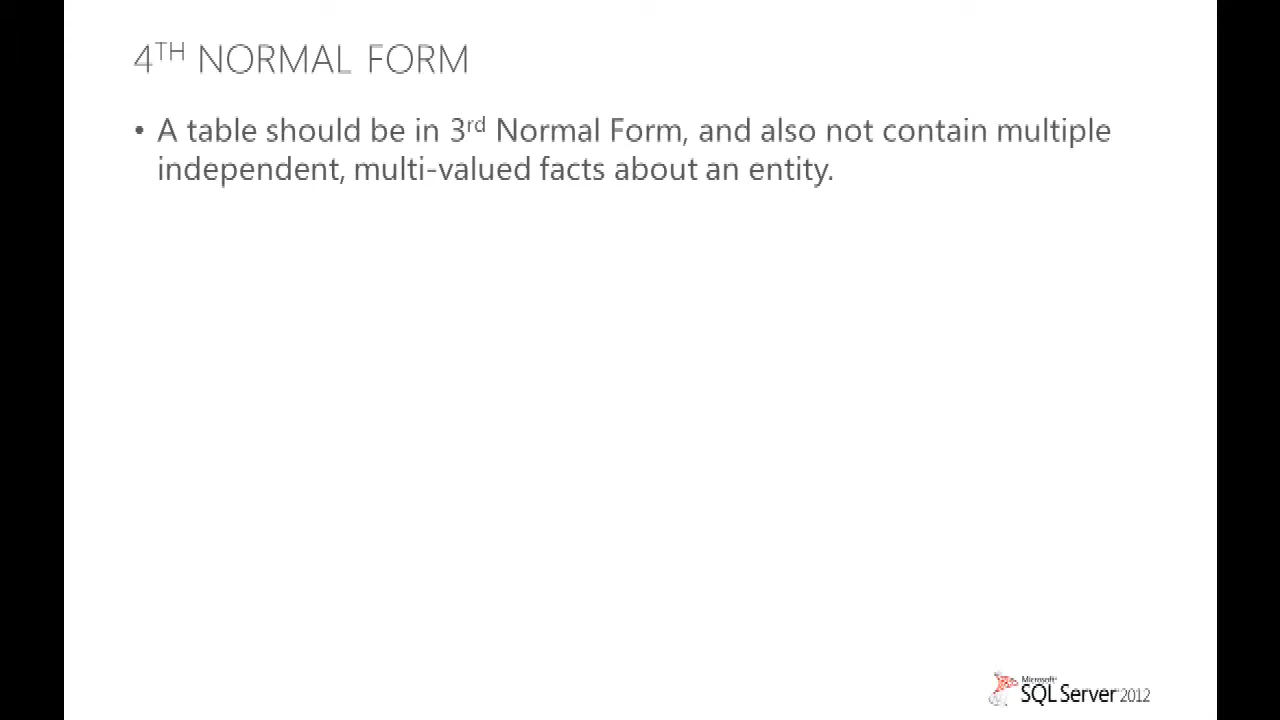 4TH NORMAL FORM
• A table should be in 3rd Normal Form, and also not contain multiple
independent, multi-valued facts about an entity.
Microsoft®
SQL Server 2012